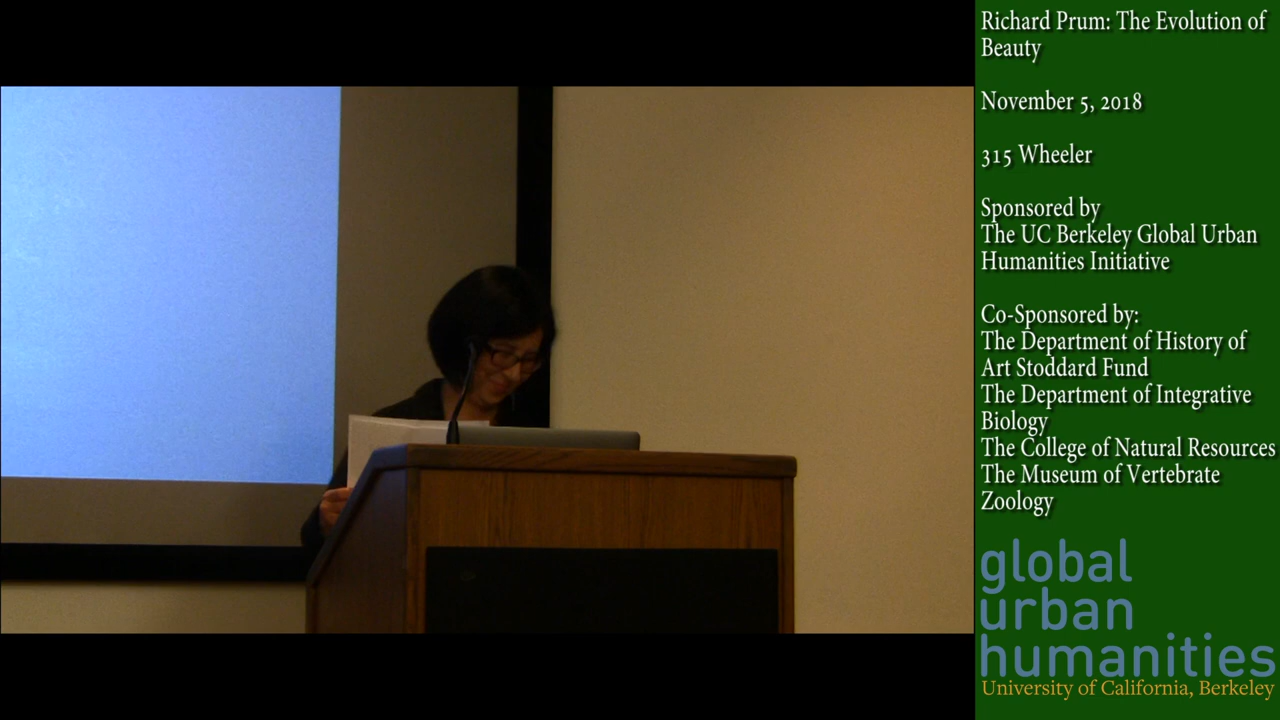 Richard Prum: The Evolution of
Beauty
November 5, 2018
315 Wheeler
Sponsored by
The UC Berkeley Global Urban
Humanities Initiative
Co-Sponsored by:
The Department of History of
Art Stoddard Fund
The Department of Integrative
Biology
The College of Natural Resources
The Museum of Vertebrate
Zoology
global
urban
humanities
University of California, Berkeley